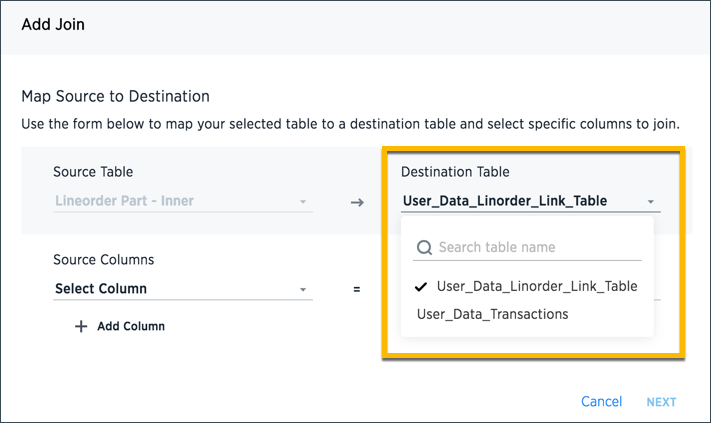 Add Join
Map Source to Destination
Use the form below to map your selected table to a destination table and select specific columns to join.
Source Table
Lineorder Part - Inner
→
Destination Table
User_Data_Linorder_Link_Table
Search table name
User_Data_Linorder_Link_Table
User_Data_Transactions
Source Columns
Select Column
=
+ Add Column
Cancel
NEXT